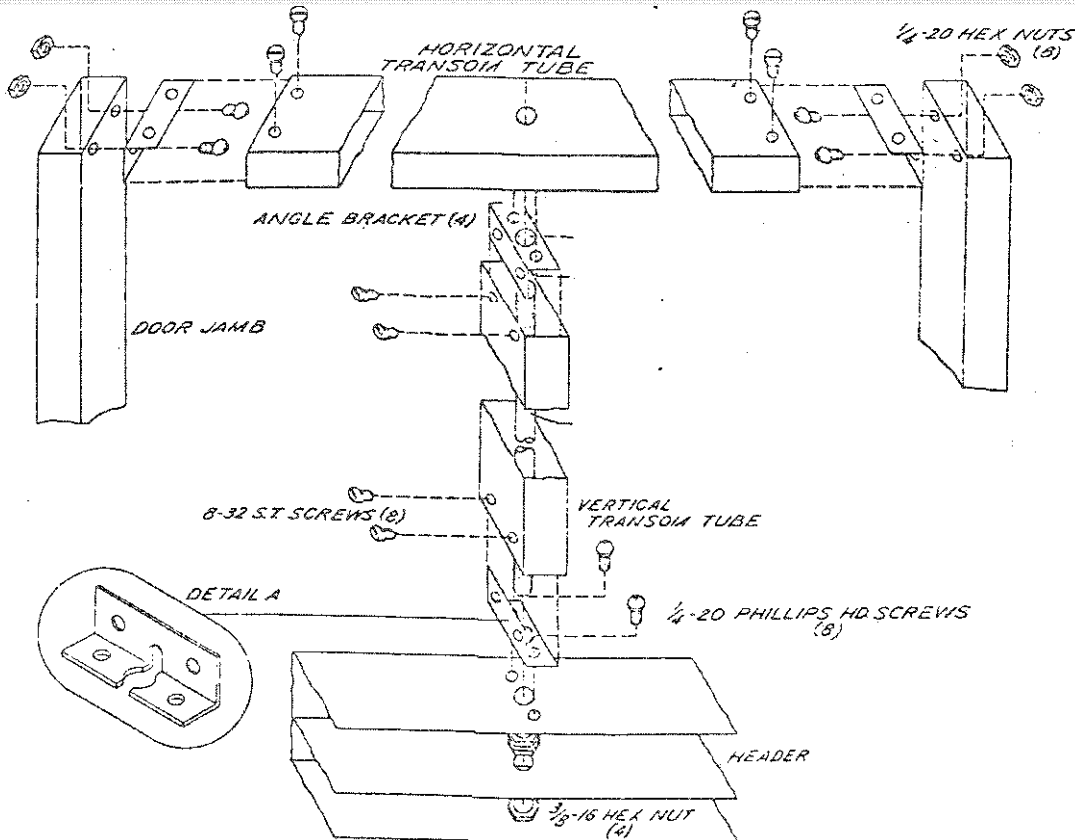 HORIZONTAL
TRANSOM TUBE
1/4-20 HEX NUTS
(8)
ANGLE BRACKET (4)
DOOR JAMB
8-32 S.T. SCREWS (8)
VERTICAL
TRANSOM TUBE
DETAIL A
1/4-20 PHILLIPS HD. SCREWS
(8)
HEADER
3/8-16 HEX NUT
(4)